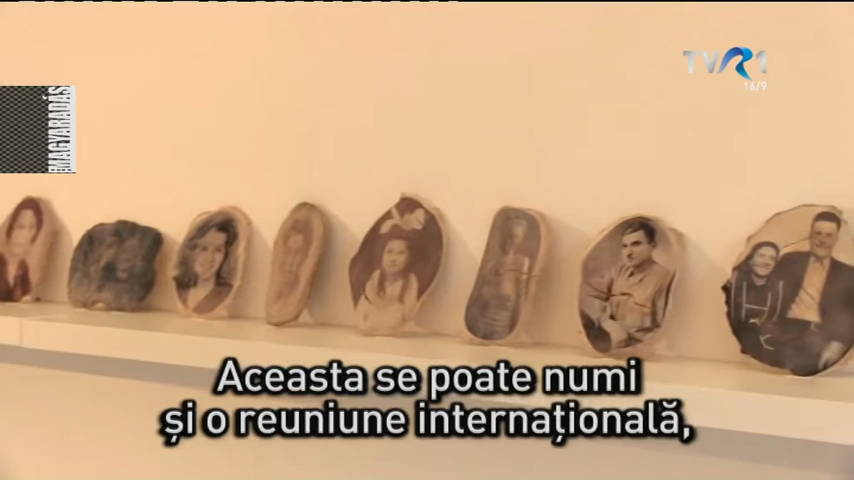 TVR1
16/9
MAGYARADÁS
Aceasta se poate numi
și o reuniune internațională,